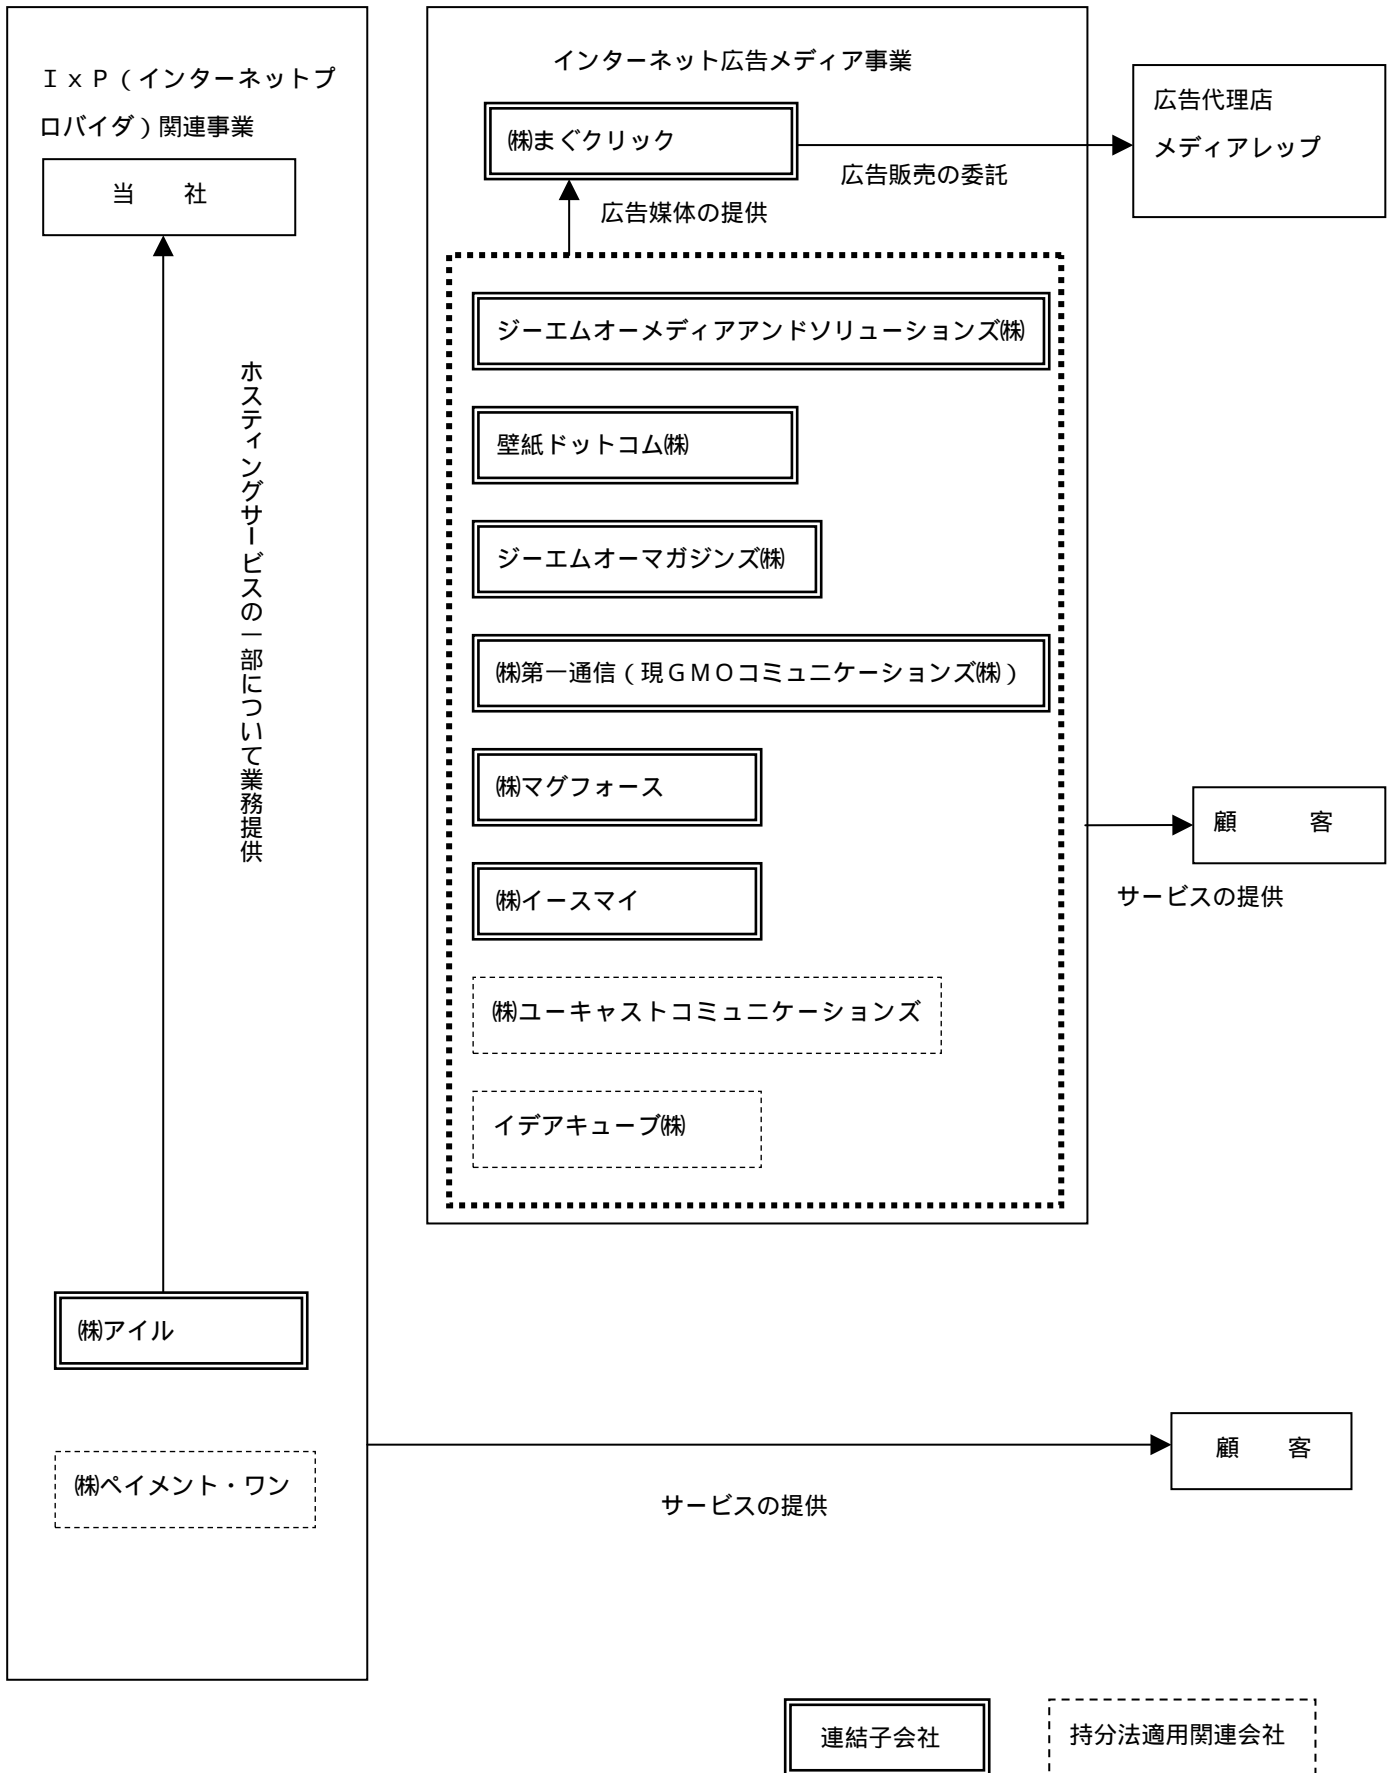 ＩｘＰ（インターネットプ
ロバイダ）関連事業
当　　社
ホスティングサービスの一部について業務提供
㈱アイル
㈱ペイメント・ワン
インターネット広告メディア事業
㈱まぐクリック
広告販売の委託
広告代理店
メディアレップ
広告媒体の提供
ジーエムオーメディアアンドソリューションズ㈱
壁紙ドットコム㈱
ジーエムオーマガジンズ㈱
㈱第一通信（現ＧＭＯコミュニケーションズ㈱）
㈱マグフォース
㈱イースマイ
㈱ユーキャストコミュニケーションズ
イデアキューブ㈱
顧　　　客
サービスの提供
顧　　客
サービスの提供
連結子会社
持分法適用関連会社